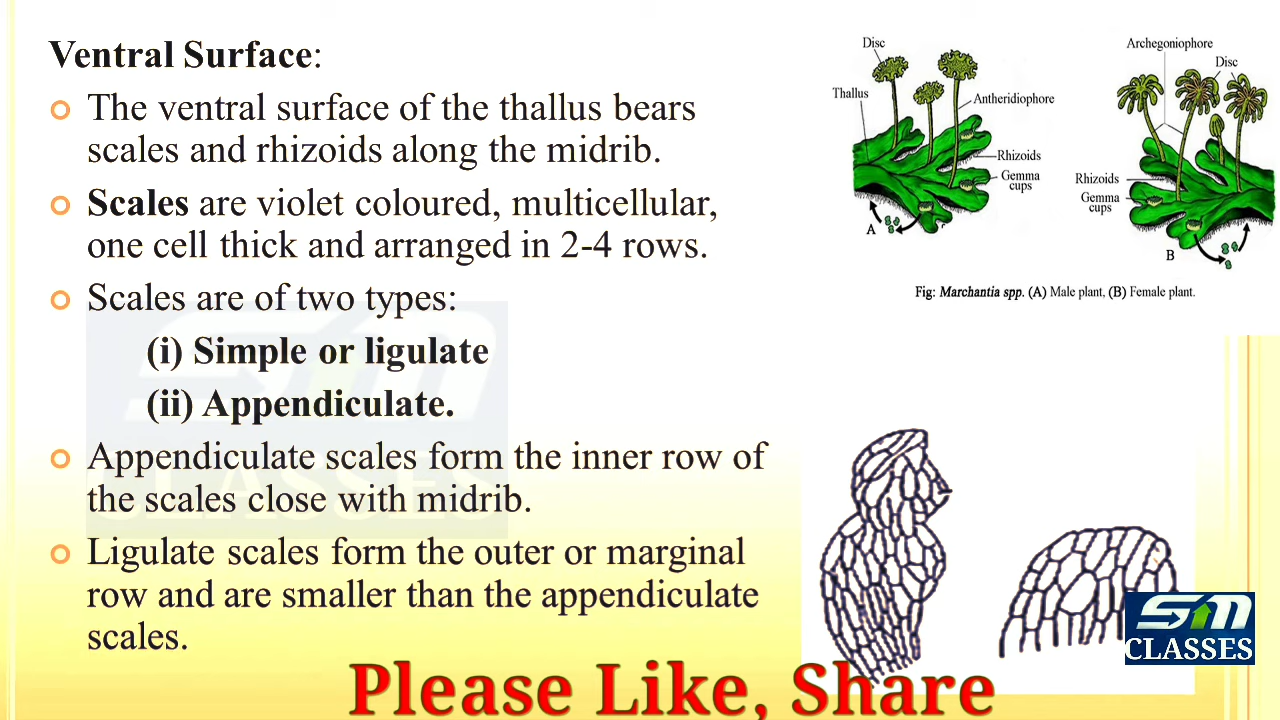 Ventral Surface:
The ventral surface of the thallus bears
scales and rhizoids along the midrib.
Scales are violet coloured, multicellular,
one cell thick and arranged in 2-4 rows.
Scales are of two types:
(i) Simple or ligulate
(ii) Appendiculate.
Appendiculate scales form the inner row of
the scales close with midrib.
Ligulate scales form the outer or marginal
row and are smaller than the appendiculate
scales.
Disc
Thallus
Antheridiophore
Rhizoids
Gemma
cups
A
Archegoniophore
Disc
Rhizoids
Gemma
cups
B
Fig: Marchantia spp. (A) Male plant, (B) Female plant.
SM
CLASSES
SM
CLASSES
Please Like, Share